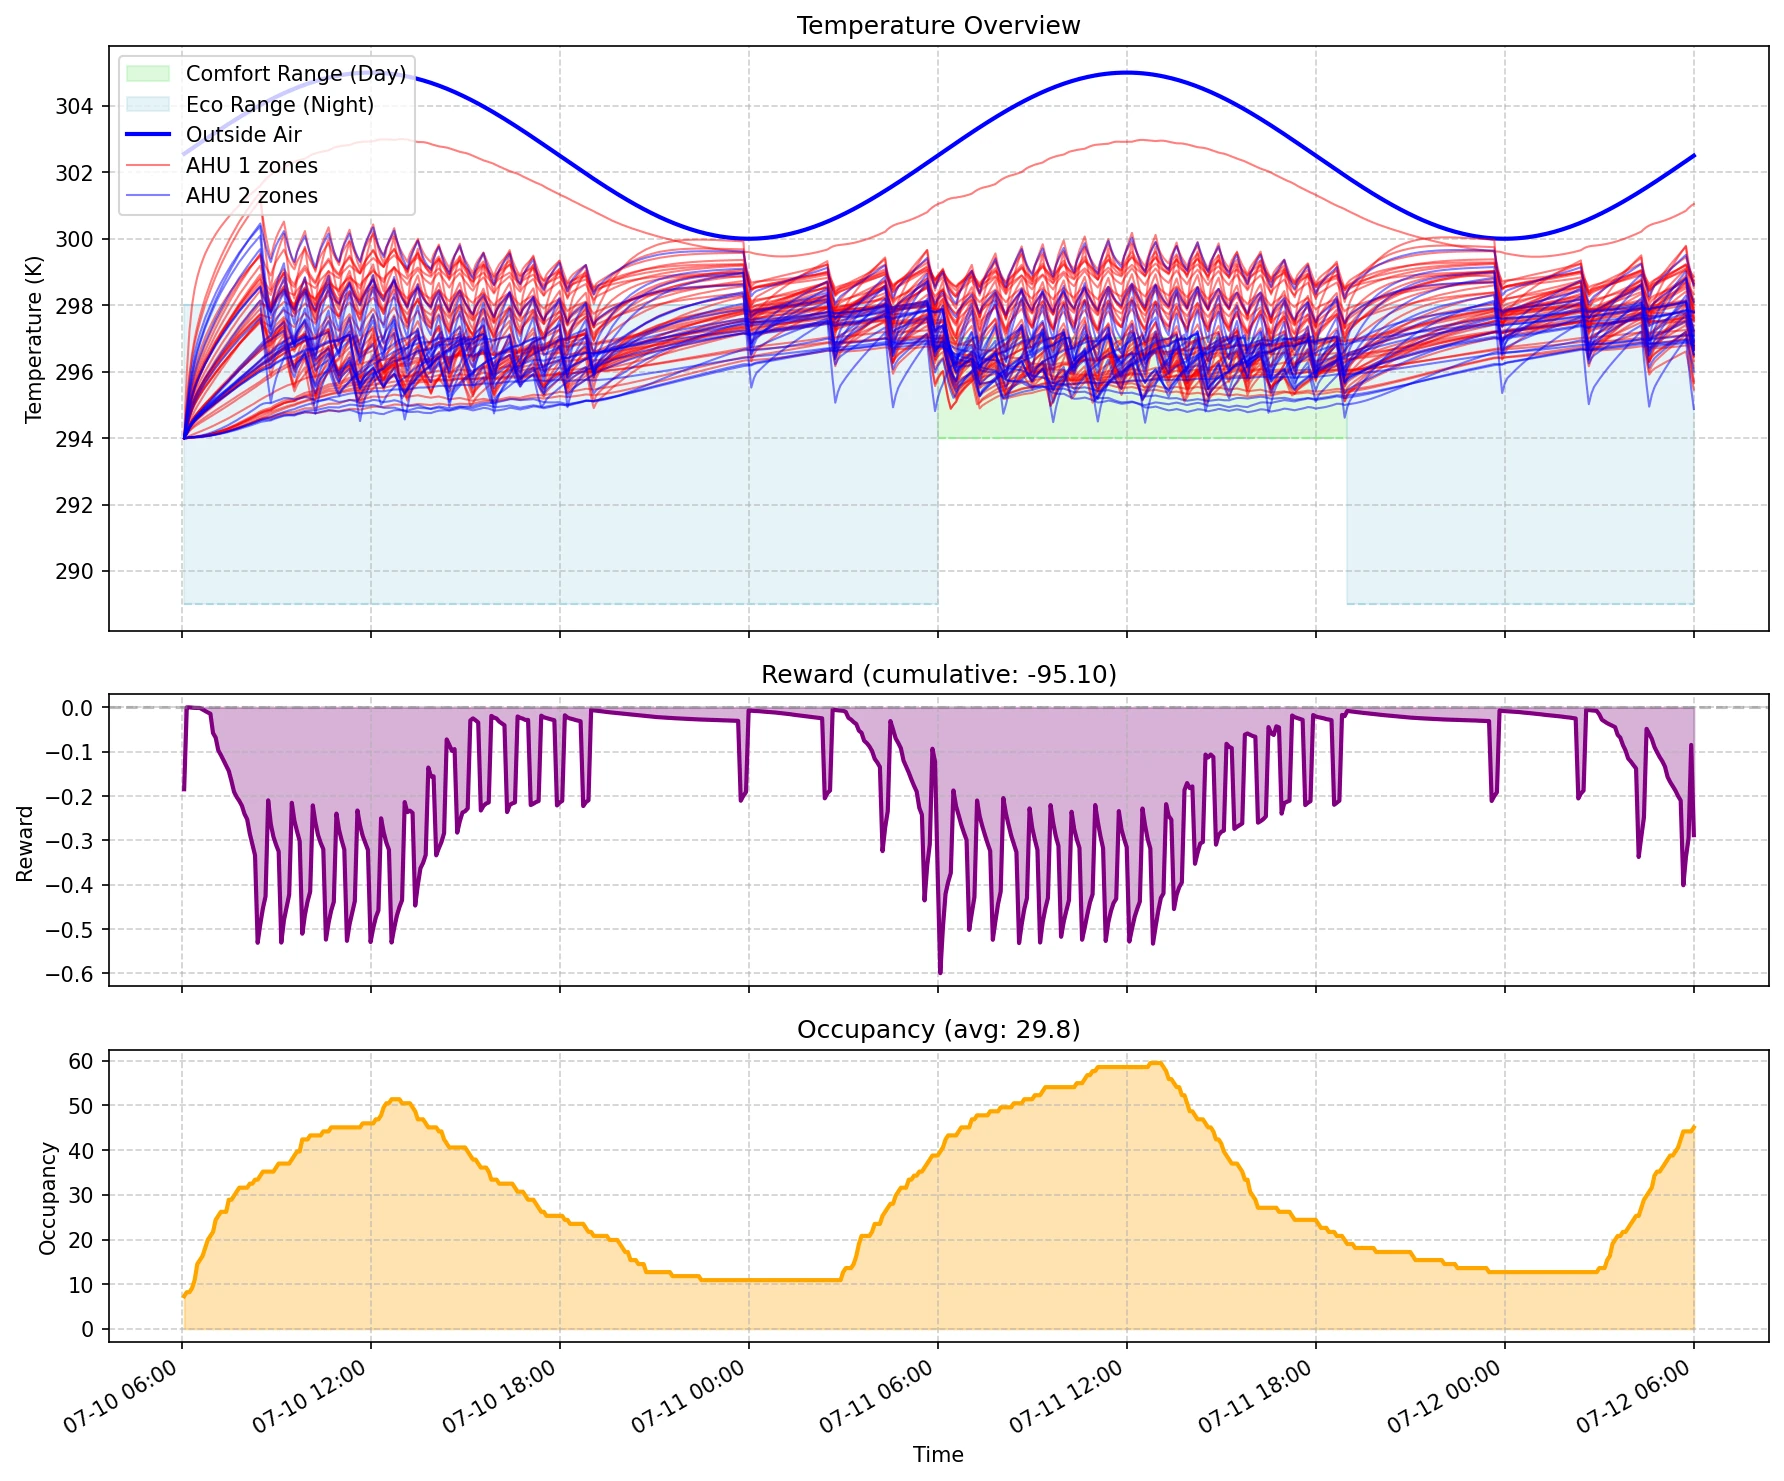 Temperature Overview
Comfort Range (Day)
Eco Range (Night)
Outside Air
AHU 1 zones
AHU 2 zones
Temperature (K)
304
302
300
298
296
294
292
290
Reward (cumulative: -95.10)
Reward
0.0
−0.1
−0.2
−0.3
−0.4
−0.5
−0.6
Occupancy (avg: 29.8)
Occupancy
60
50
40
30
20
10
0
07-10 06:00
07-10 12:00
07-10 18:00
07-11 00:00
07-11 06:00
07-11 12:00
07-11 18:00
07-12 00:00
07-12 06:00
Time